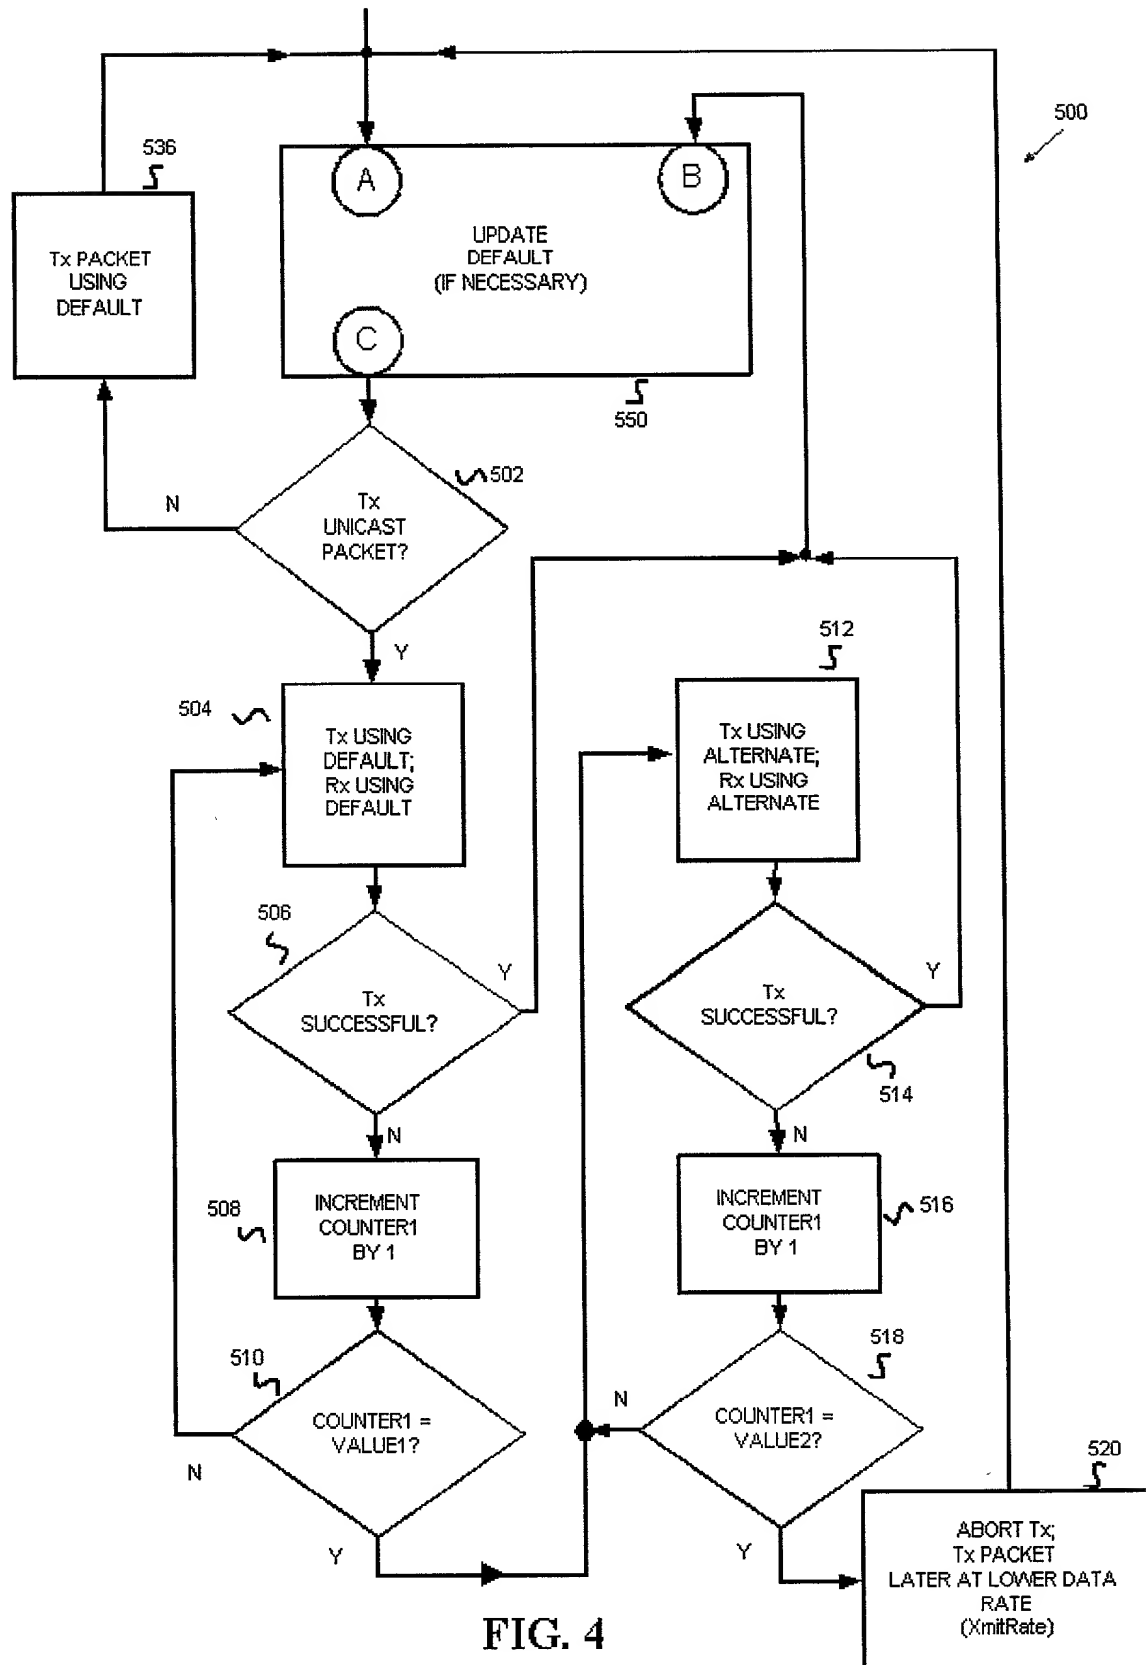 500
536
A
B
Tx PACKET
USING
DEFAULT
UPDATE
DEFAULT
(IF NECESSARY)
C
550
502
N
Tx
UNICAST
PACKET?
Y
512
504
Tx USING
DEFAULT;
Rx USING
DEFAULT
Tx USING
ALTERNATE;
Rx USING
ALTERNATE
506
Y
Tx
SUCCESSFUL?
Y
Tx
SUCCESSFUL?
514
N
N
508
INCREMENT
COUNTER1
BY 1
INCREMENT
COUNTER1
BY 1
516
510
518
COUNTER1 =
VALUE1?
N
N
COUNTER1 =
VALUE2?
520
Y
Y
ABORT Tx;
Tx PACKET
LATER AT LOWER DATA
RATE
(XmitRate)
FIG. 4